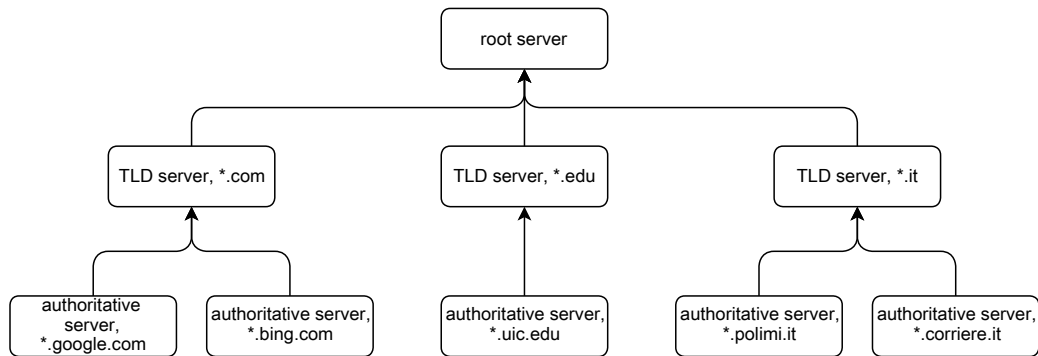 root server
TLD server, *.com
TLD server, *.edu
TLD server, *.it
authoritative
server,
*.google.com
authoritative server,
*.bing.com
authoritative server,
*.uic.edu
authoritative server,
*.polimi.it
authoritative server,
*.corriere.it